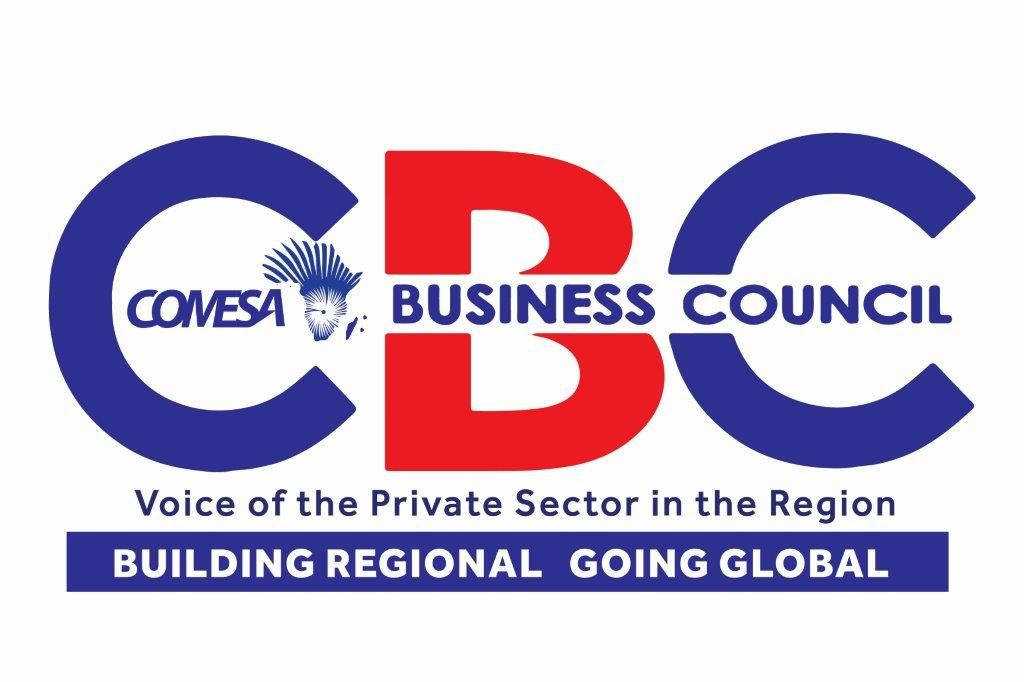 CBC
COMESA BUSINESS COUNCIL
Voice of the Private Sector in the Region
BUILDING REGIONAL GOING GLOBAL